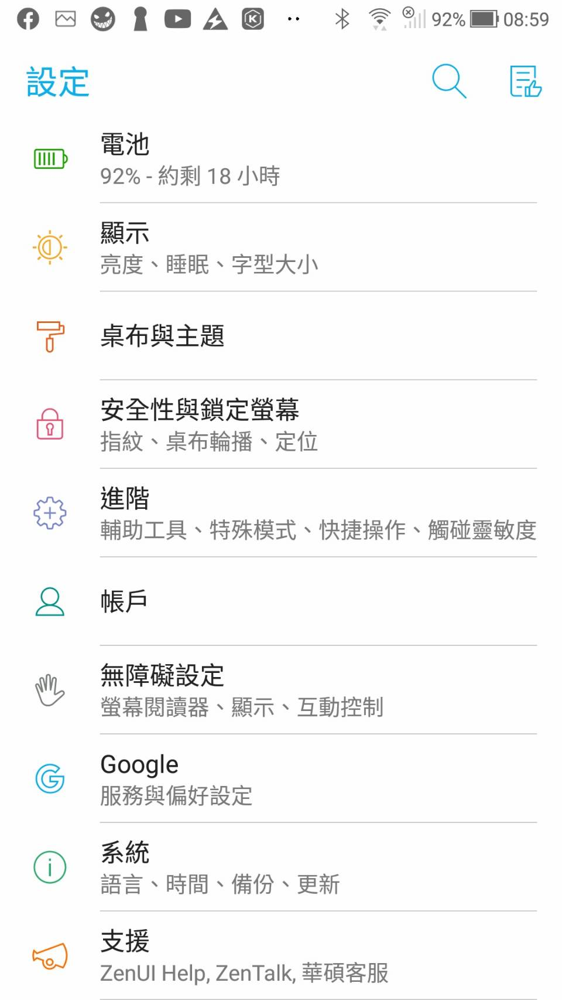 92% 08:59
設定
電池
92% - 約剩 18 小時
顯示
亮度、睡眠、字型大小
桌布與主題
安全性與鎖定螢幕
指紋、桌布輪播、定位
進階
輔助工具、特殊模式、快捷操作、觸碰靈敏度
帳戶
無障礙設定
螢幕閱讀器、顯示、互動控制
Google
服務與偏好設定
系統
語言、時間、備份、更新
支援
ZenUI Help, ZenTalk, 華碩客服